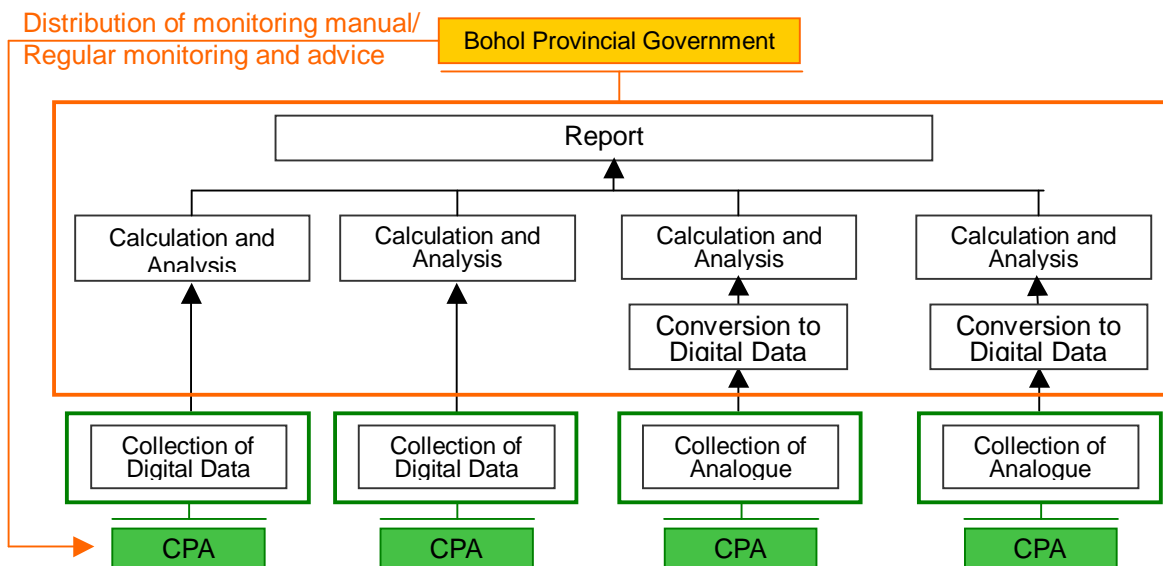 Distribution of monitoring manual/
Regular monitoring and advice
Bohol Provincial Government
Report
Calculation and
Analysis
Calculation and
Analysis
Calculation and
Analysis
Calculation and
Analysis
Conversion to
Digital Data
Conversion to
Digital Data
Collection of
Digital Data
Collection of
Digital Data
Collection of
Analogue
Collection of
Analogue
CPA
CPA
CPA
CPA